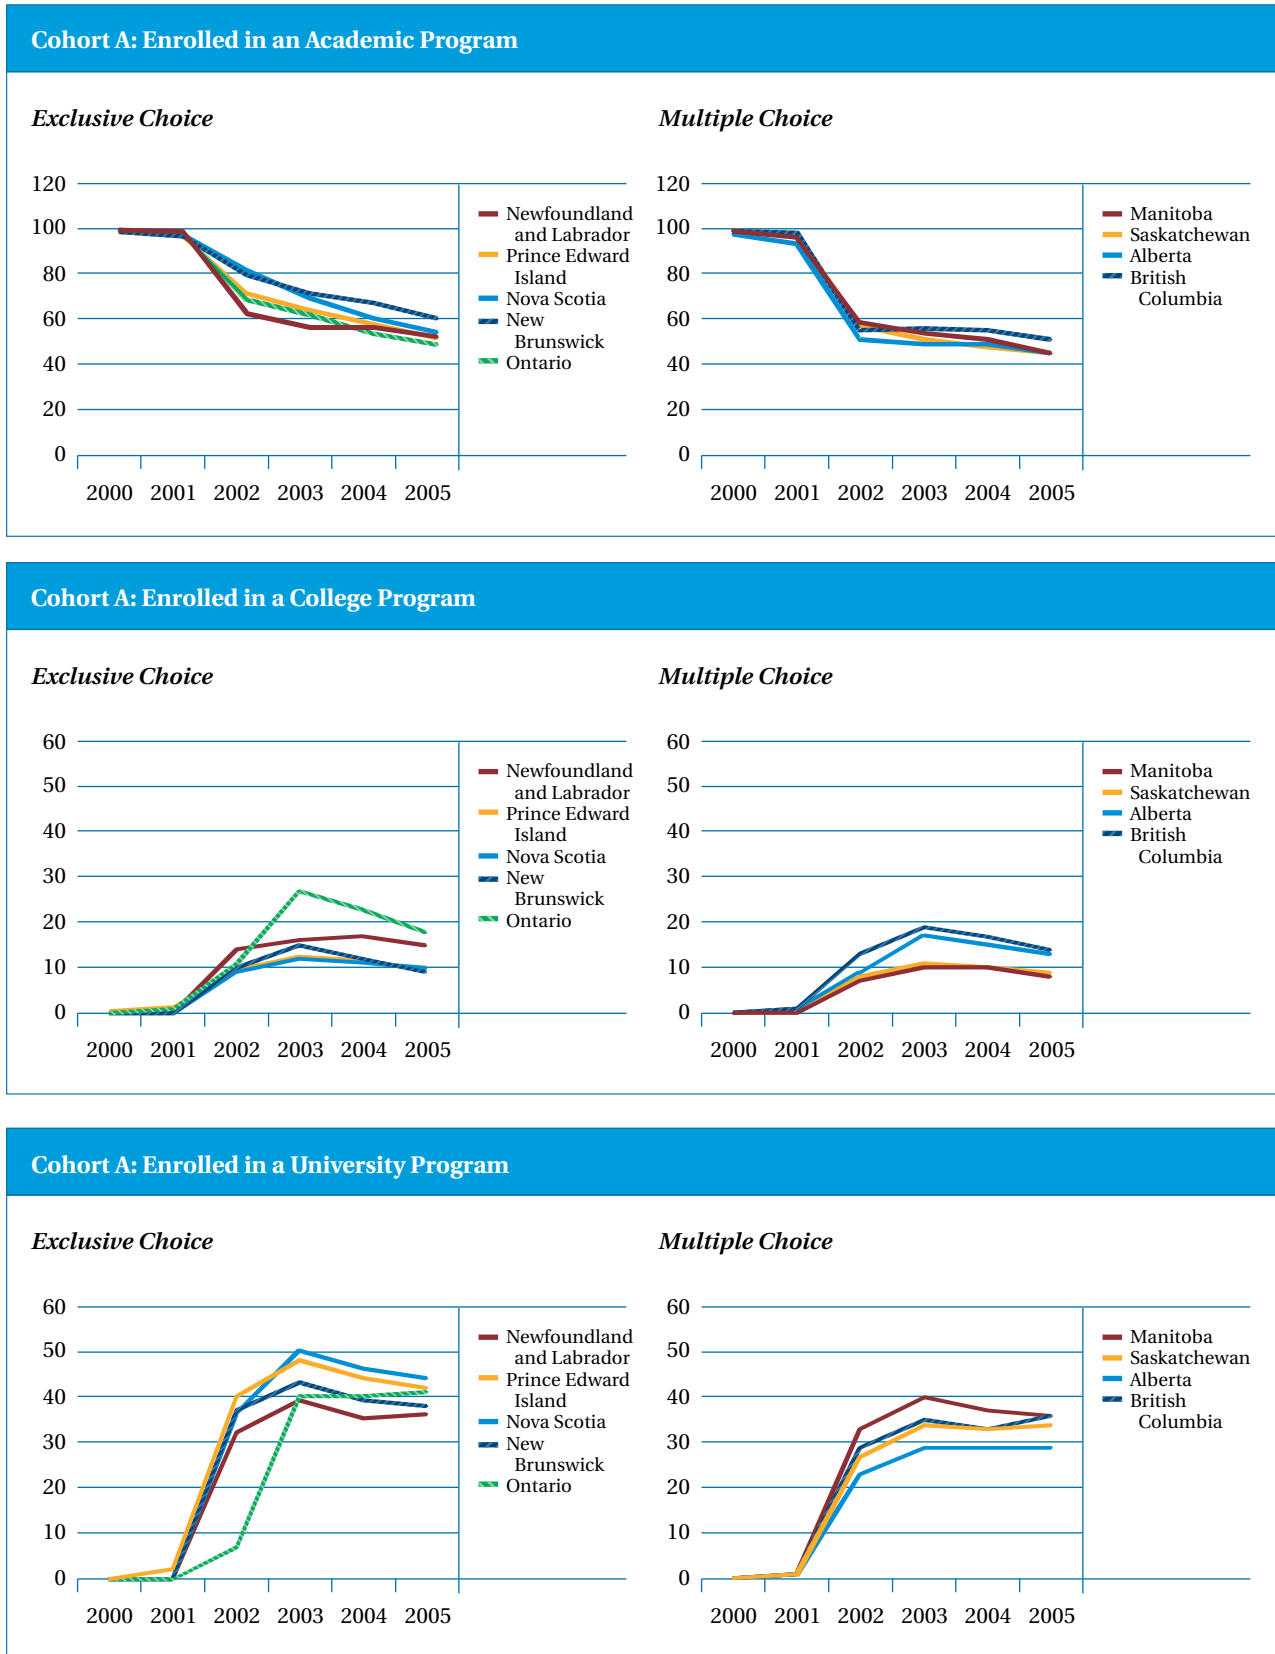 Cohort A: Enrolled in an Academic Program
Exclusive Choice
120
100
80
60
40
20
0
2000 2001 2002 2003 2004 2005
Newfoundland
and Labrador
Prince Edward
Island
Nova Scotia
New
Brunswick
Ontario
Multiple Choice
120
100
80
60
40
20
0
2000 2001 2002 2003 2004 2005
Manitoba
Saskatchewan
Alberta
British
Columbia
Cohort A: Enrolled in a College Program
Exclusive Choice
60
50
40
30
20
10
0
2000 2001 2002 2003 2004 2005
Newfoundland
and Labrador
Prince Edward
Island
Nova Scotia
New
Brunswick
Ontario
Multiple Choice
60
50
40
30
20
10
0
2000 2001 2002 2003 2004 2005
Manitoba
Saskatchewan
Alberta
British
Columbia
Cohort A: Enrolled in a University Program
Exclusive Choice
60
50
40
30
20
10
0
2000 2001 2002 2003 2004 2005
Newfoundland
and Labrador
Prince Edward
Island
Nova Scotia
New
Brunswick
Ontario
Multiple Choice
60
50
40
30
20
10
0
2000 2001 2002 2003 2004 2005
Manitoba
Saskatchewan
Alberta
British
Columbia